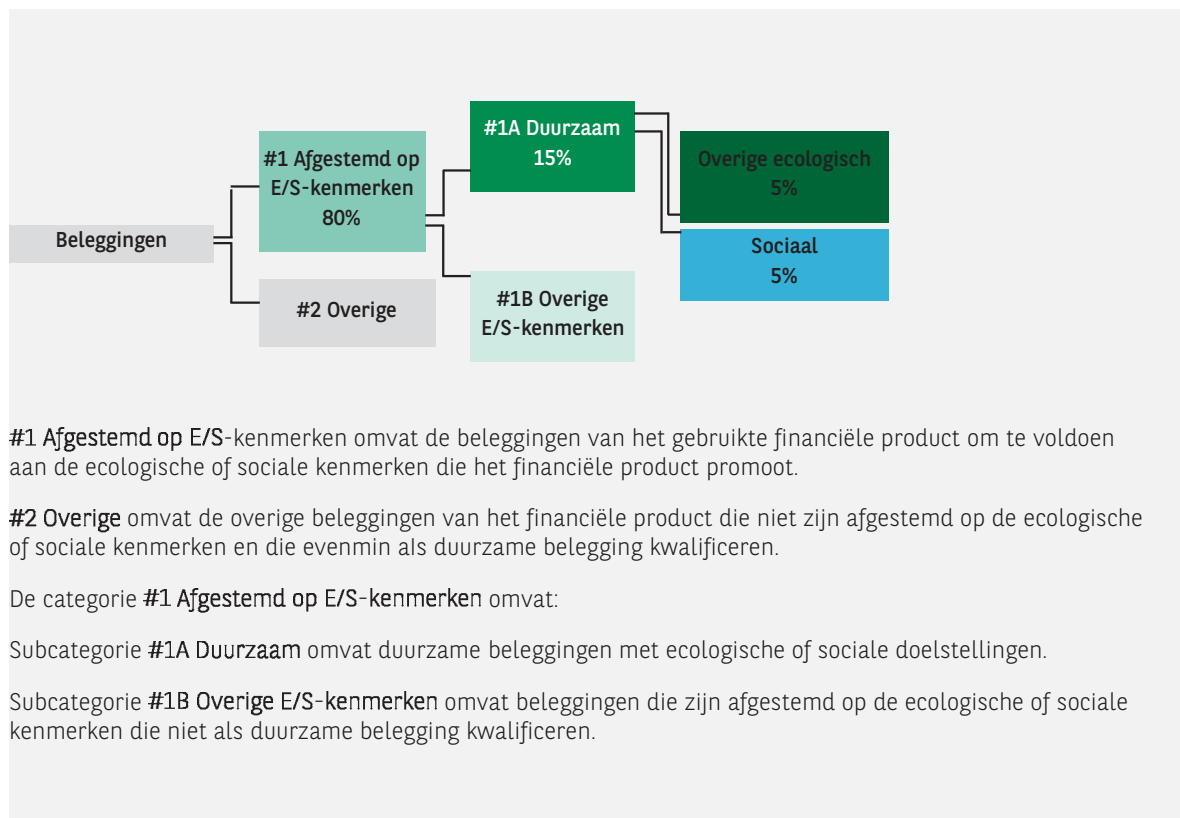 #1A Duurzaam
15%
#1 Afgestemd op
E/S-kenmerken
80%
Overige ecologisch
5%
Beleggingen
Sociaal
5%
#2 Overige
#1B Overige
E/S-kenmerken
#1 Afgestemd op E/S-kenmerken omvat de beleggingen van het gebruikte financiële product om te voldoen
aan de ecologische of sociale kenmerken die het financiële product promoot.
#2 Overige omvat de overige beleggingen van het financiële product die niet zijn afgestemd op de ecologische
of sociale kenmerken en die evenmin als duurzame belegging kwalificeren.
De categorie #1 Afgestemd op E/S-kenmerken omvat:
Subcategorie #1A Duurzaam omvat duurzame beleggingen met ecologische of sociale doelstellingen.
Subcategorie #1B Overige E/S-kenmerken omvat beleggingen die zijn afgestemd op de ecologische of sociale
kenmerken die niet als duurzame belegging kwalificeren.